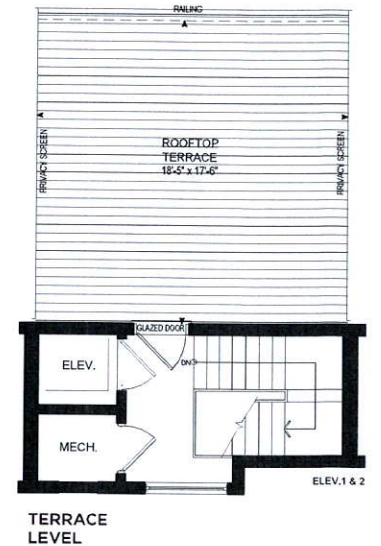 RAILING
PRIVACY SCREEN
ROOFTOP
TERRACE
18'-5" x 17'-6"
PRIVACY SCREEN
GLAZED DOOR
ELEV.
DN
MECH.
ELEV.1 & 2
TERRACE
LEVEL